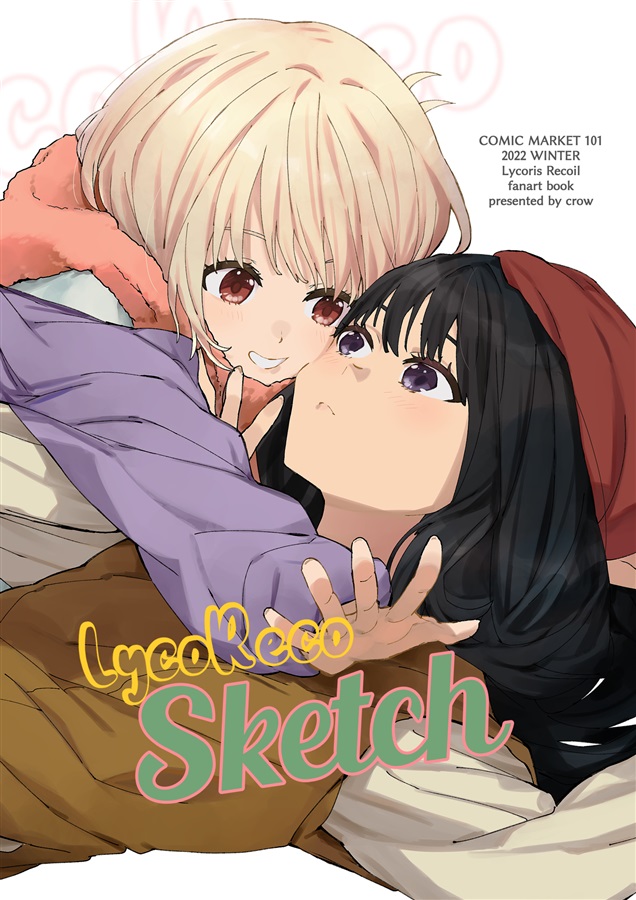 COMIC MARKET 101
2022 WINTER
Lycoris Recoil
fanart book
presented by crow
LycoReco
Sketch